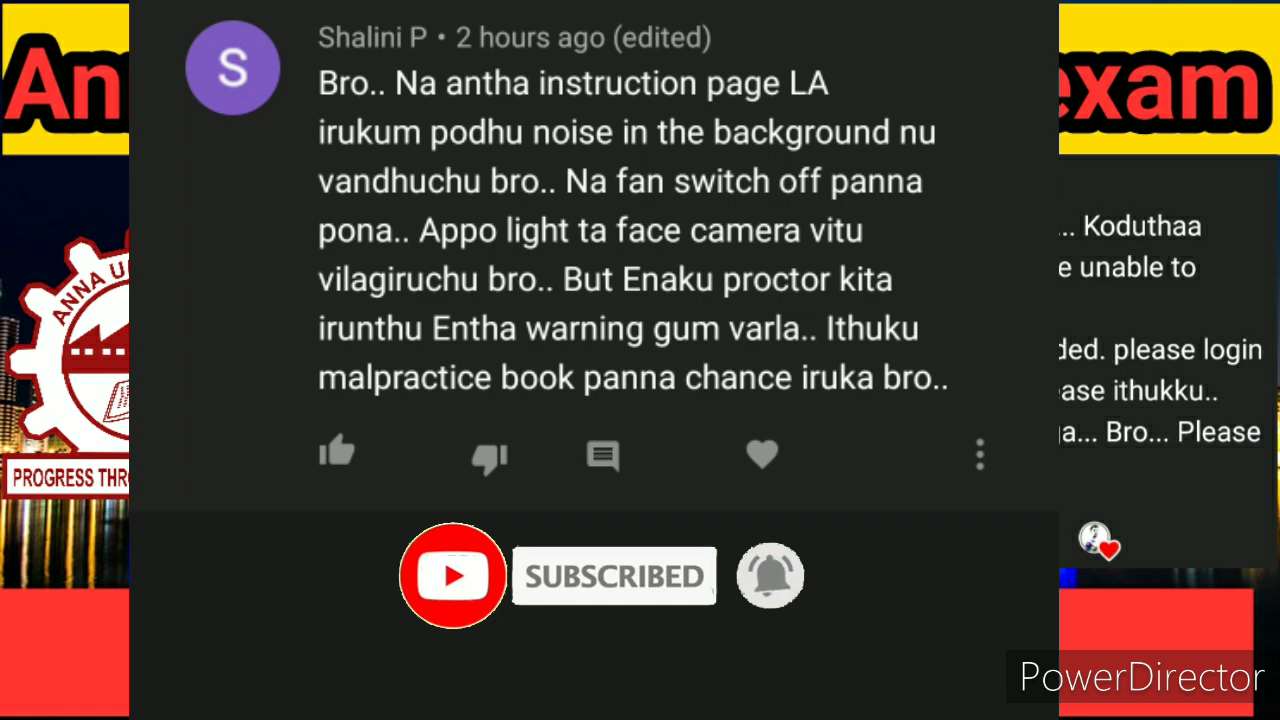 An
exam
Shalini P • 2 hours ago (edited)
Bro.. Na antha instruction page LA
irukum podhu noise in the background nu
vandhuchu bro.. Na fan switch off panna
pona.. Appo light ta face camera vitu
vilagiruchu bro.. But Enaku proctor kita
irunthu Entha warning gum varla.. Ithuku
malpractice book panna chance iruka bro..
.. Koduthaa
e unable to
ded. please login
ase ithukku..
ja... Bro... Please
ANNA U
PROGRESS THR
S
SUBSCRIBED
PowerDirector